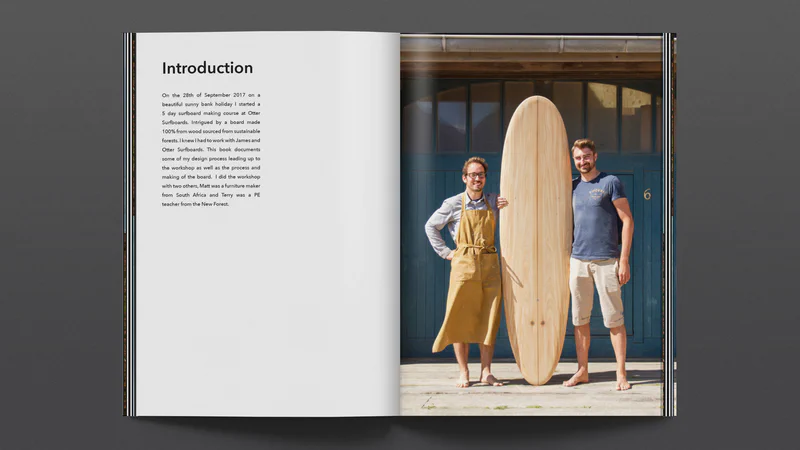 Introduction
On the 28th of September 2017 on a
beautiful sunny bank holiday I started a
5 day surfboard making course at Otter
Surfboards. Intrigued by a board made
100% from wood sourced from sustainable
forests. I knew I had to work with James and
Otter Surfboards. This book documents
some of my design process leading up to
the workshop as well as the process and
making of the board. I did the workshop
with two others, Matt was a furniture maker
from South Africa and Terry was a PE
teacher from the New Forest.
6